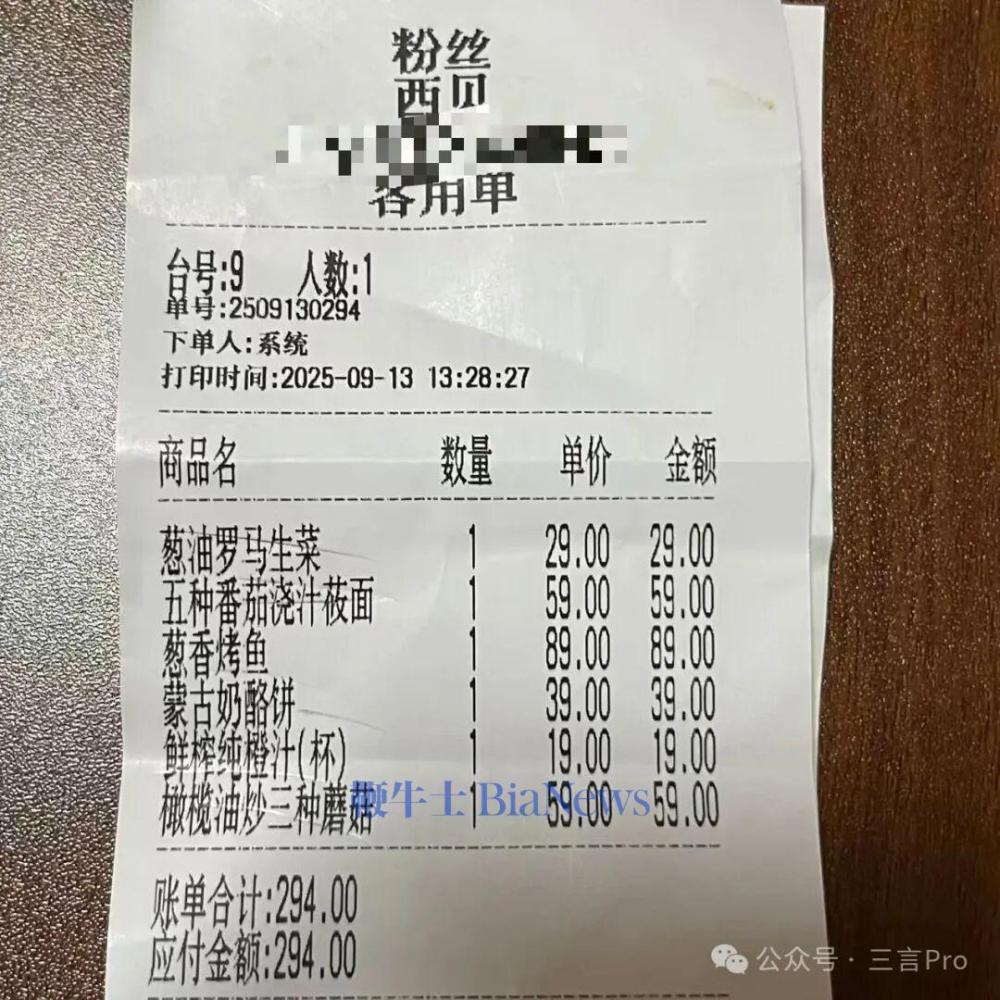 粉丝
西贝
客用单
台号:9 人数:1
单号:2509130294
下单人:系统
打印时间:2025-09-13 13:28:27
商品名 数量 单价 金额
葱油罗马生菜 1 29.00 29.00
五种番茄浇汁莜面 1 59.00 59.00
葱香烤鱼 1 89.00 89.00
蒙古奶酪饼 1 39.00 39.00
鲜榨纯橙汁(杯) 1 19.00 19.00
橄榄油炒三种蘑菇 1 59.00 59.00
鞭牛士 BiaNews
账单合计:294.00
应付金额:294.00
公众号·三言Pro